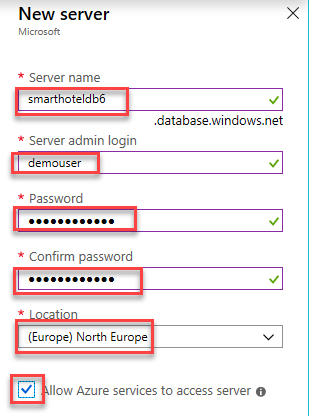 New server
Microsoft
* Server name
smarthoteldb6
.database.windows.net
* Server admin login
demouser
* Password
••••••••••••
* Confirm password
••••••••••••
* Location
(Europe) North Europe
Allow Azure services to access server